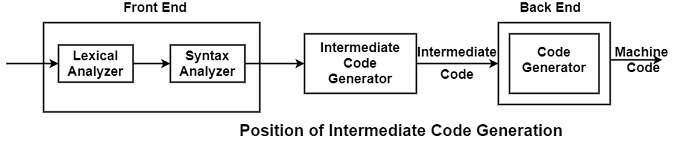 Front End
Back End
Lexical
Analyzer
Syntax
Analyzer
Intermediate
Code
Generator
Intermediate
Code
Code
Generator
Machine
Code
Position of Intermediate Code Generation